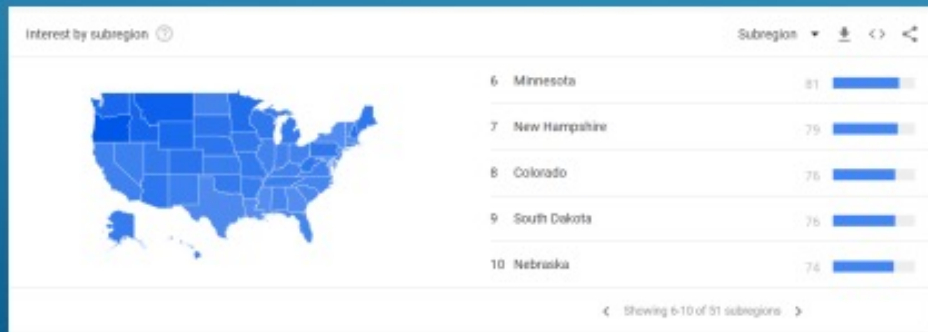 Interest by subregion
Subregion
6 Minnesota 81
7 New Hampshire 79
8 Colorado 76
9 South Dakota 76
10 Nebraska 74
Showing 6-10 of 51 subregions